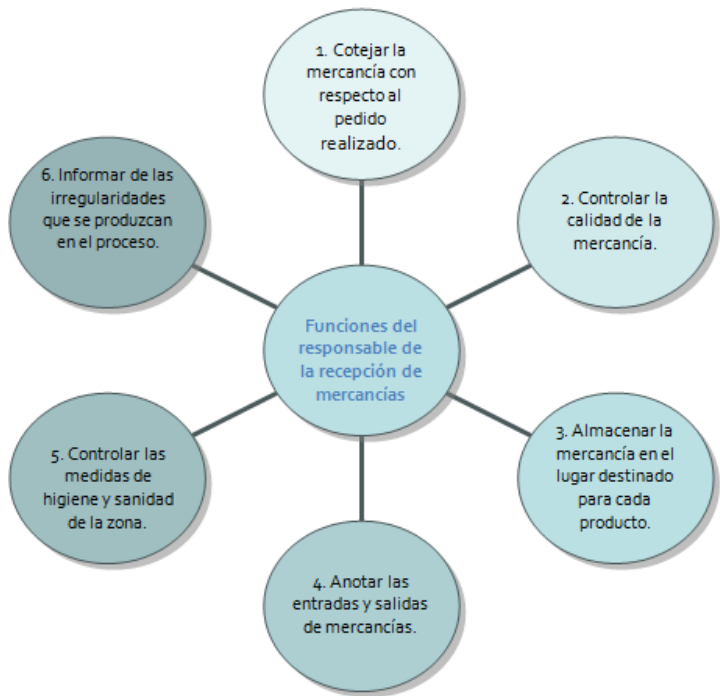 1. Cotejar la
mercancía con
respecto al
pedido
realizado.
2. Controlar la
calidad de la
mercancía.
3. Almacenar la
mercancía en el
lugar destinado
para cada
producto.
4. Anotar las
entradas y salidas
de mercancías.
5. Controlar las
medidas de
higiene y sanidad
de la zona.
6. Informar de las
irregularidades
que se produzcan
en el proceso.
Funciones del
responsable de
la recepción de
mercancías